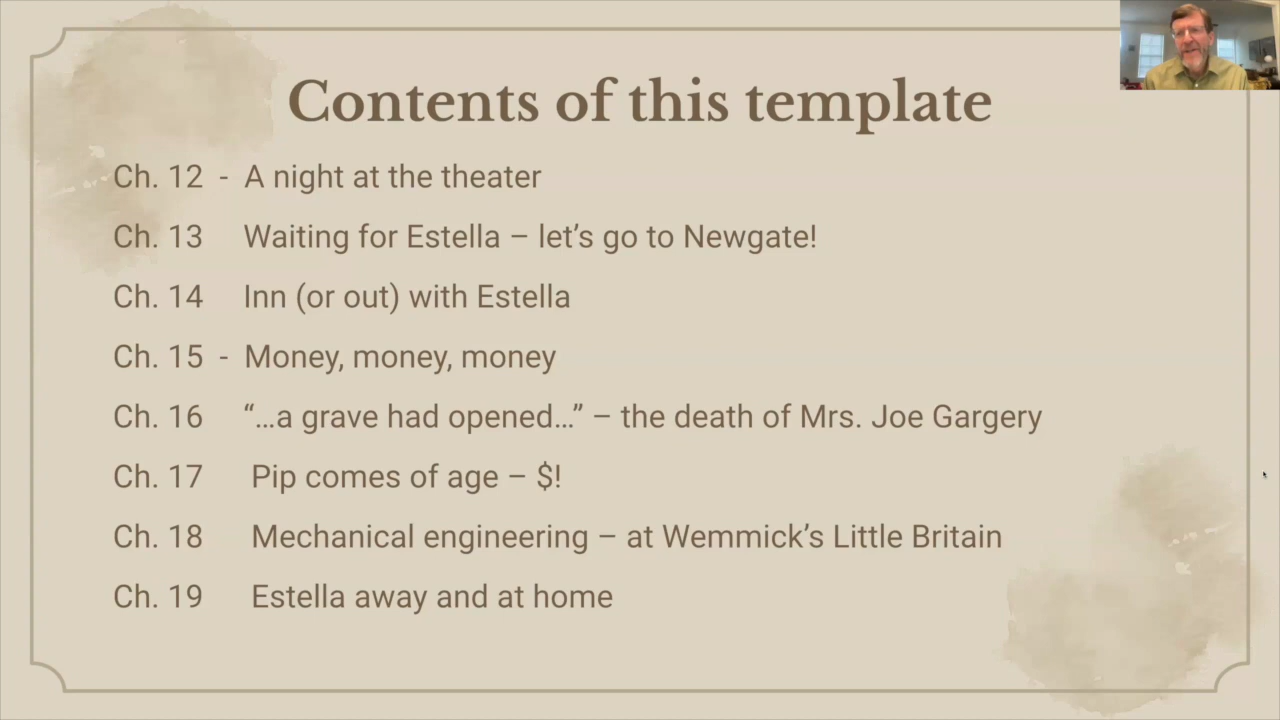 Contents of this template
Ch. 12 - A night at the theater
Ch. 13 Waiting for Estella – let’s go to Newgate!
Ch. 14 Inn (or out) with Estella
Ch. 15 - Money, money, money
Ch. 16 “…a grave had opened…” – the death of Mrs. Joe Gargery
Ch. 17 Pip comes of age – $!
Ch. 18 Mechanical engineering – at Wemmick’s Little Britain
Ch. 19 Estella away and at home